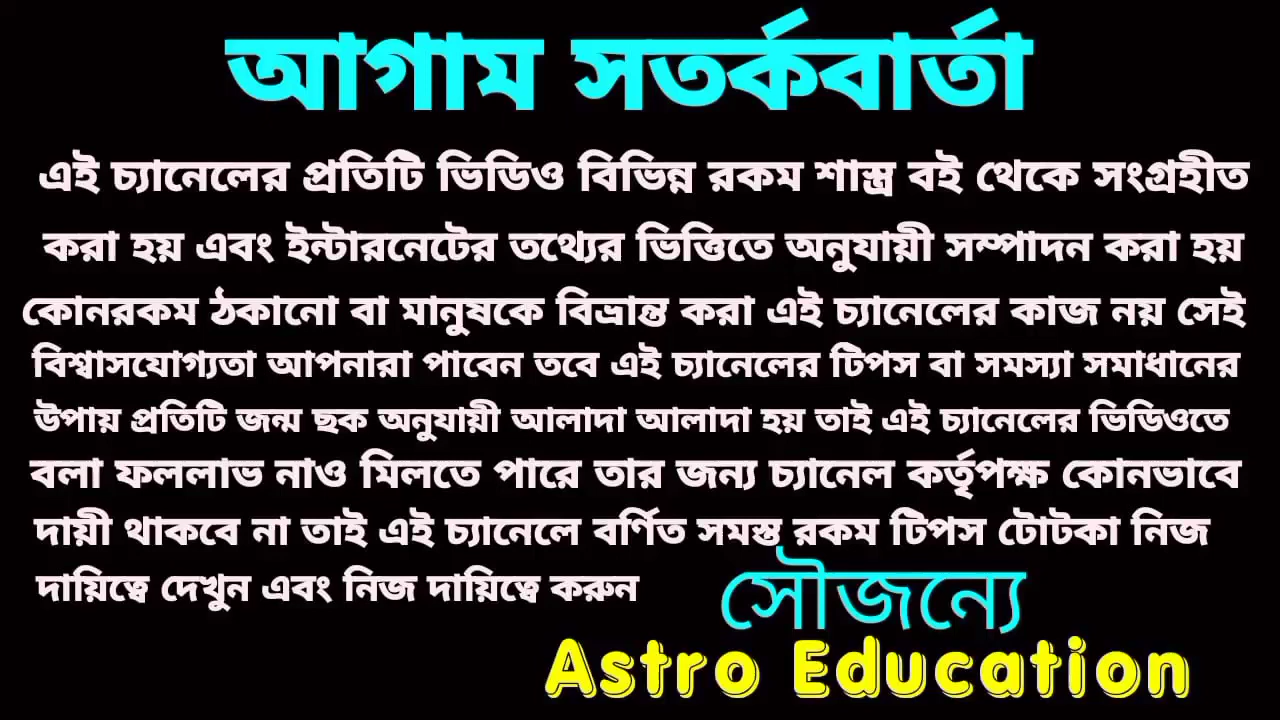 আগাম সতর্কবার্তা
এই চ্যানেলের প্রতিটি ভিডিও বিভিন্ন রকম শাস্ত্র বই থেকে সংগ্রহীত
করা হয় এবং ইন্টারনেটের তথ্যের ভিত্তিতে অনুযায়ী সম্পাদন করা হয়
কোনরকম ঠকানো বা মানুষকে বিভ্রান্ত করা এই চ্যানেলের কাজ নয় সেই
বিশ্বাসযোগ্যতা আপনারা পাবেন তবে এই চ্যানেলের টিপস বা সমস্যা সমাধানের
উপায় প্রতিটি জন্ম ছক অনুযায়ী আলাদা আলাদা হয় তাই এই চ্যানেলের ভিডিওতে
বলা ফললাভ নাও মিলতে পারে তার জন্য চ্যানেল কর্তৃপক্ষ কোনভাবে
দায়ী থাকবে না তাই এই চ্যানেলে বর্ণিত সমস্ত রকম টিপস টোটকা নিজ
দায়িত্বে দেখুন এবং নিজ দায়িত্বে করুন
সৌজন্যে
Astro Education